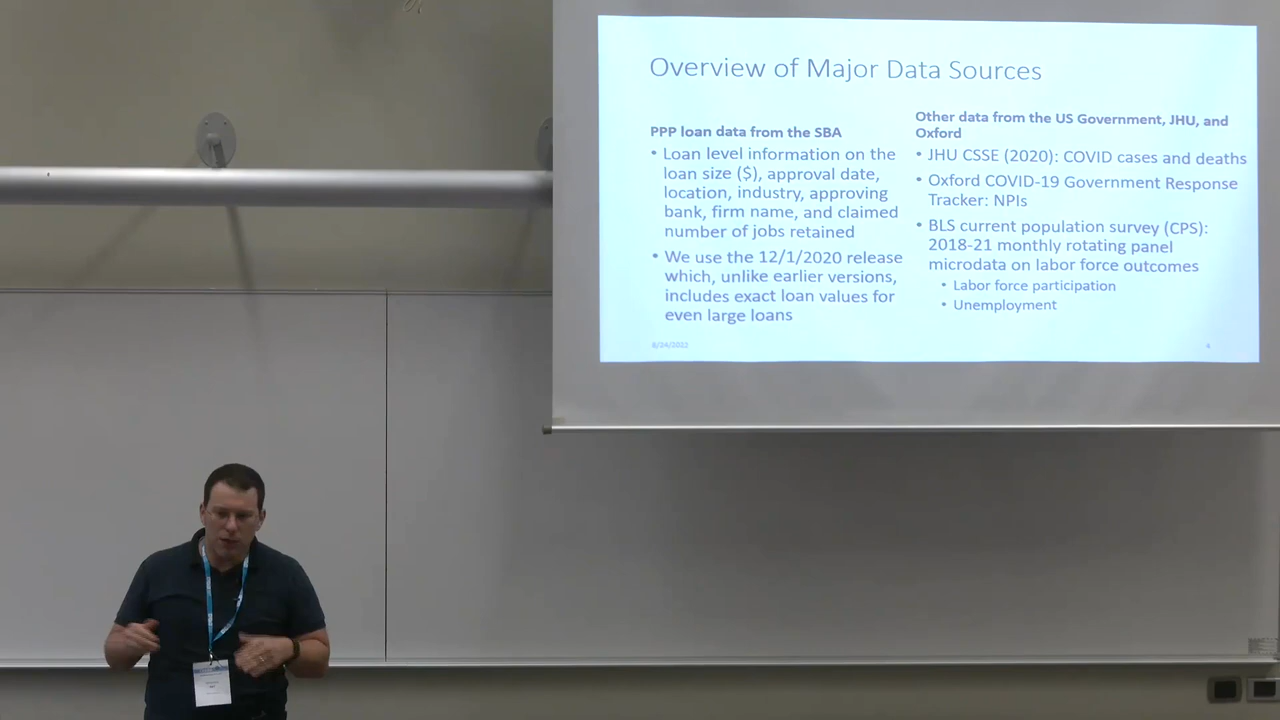 Overview of Major Data Sources
PPP loan data from the SBA
• Loan level information on the
loan size ($), approval date,
location, industry, approving
bank, firm name, and claimed
number of jobs retained
• We use the 12/1/2020 release
which, unlike earlier versions,
includes exact loan values for
even large loans
Other data from the US Government, JHU, and
Oxford
• JHU CSSE (2020): COVID cases and deaths
• Oxford COVID-19 Government Response
Tracker: NPIs
• BLS current population survey (CPS):
2018-21 monthly rotating panel
microdata on labor force outcomes
• Labor force participation
• Unemployment
4